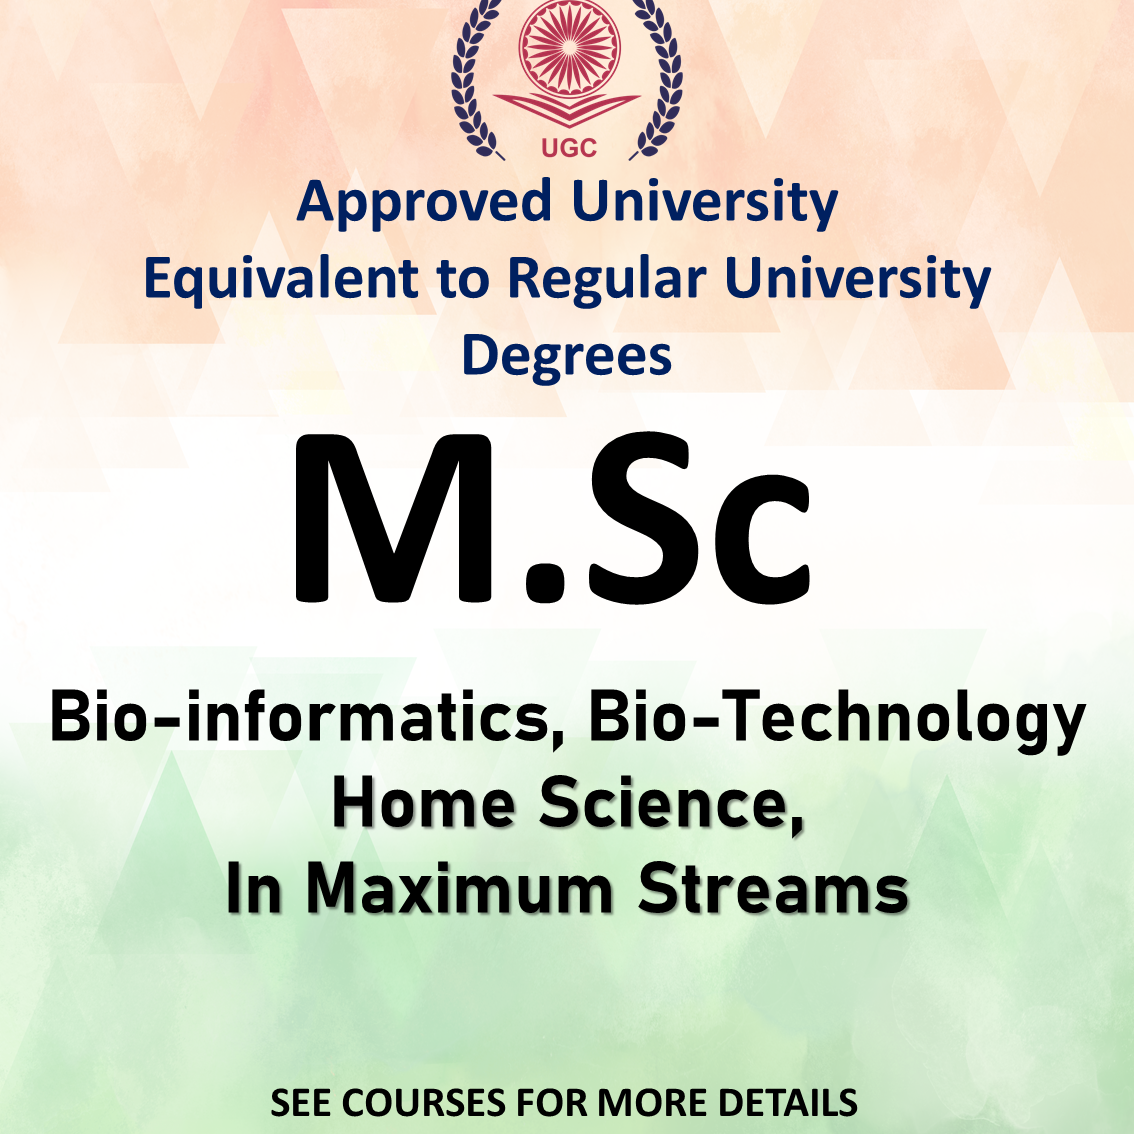 UGC
Approved University
Equivalent to Regular University
Degrees
M.Sc
Bio-informatics, Bio-Technology
Home Science,
In Maximum Streams
SEE COURSES FOR MORE DETAILS